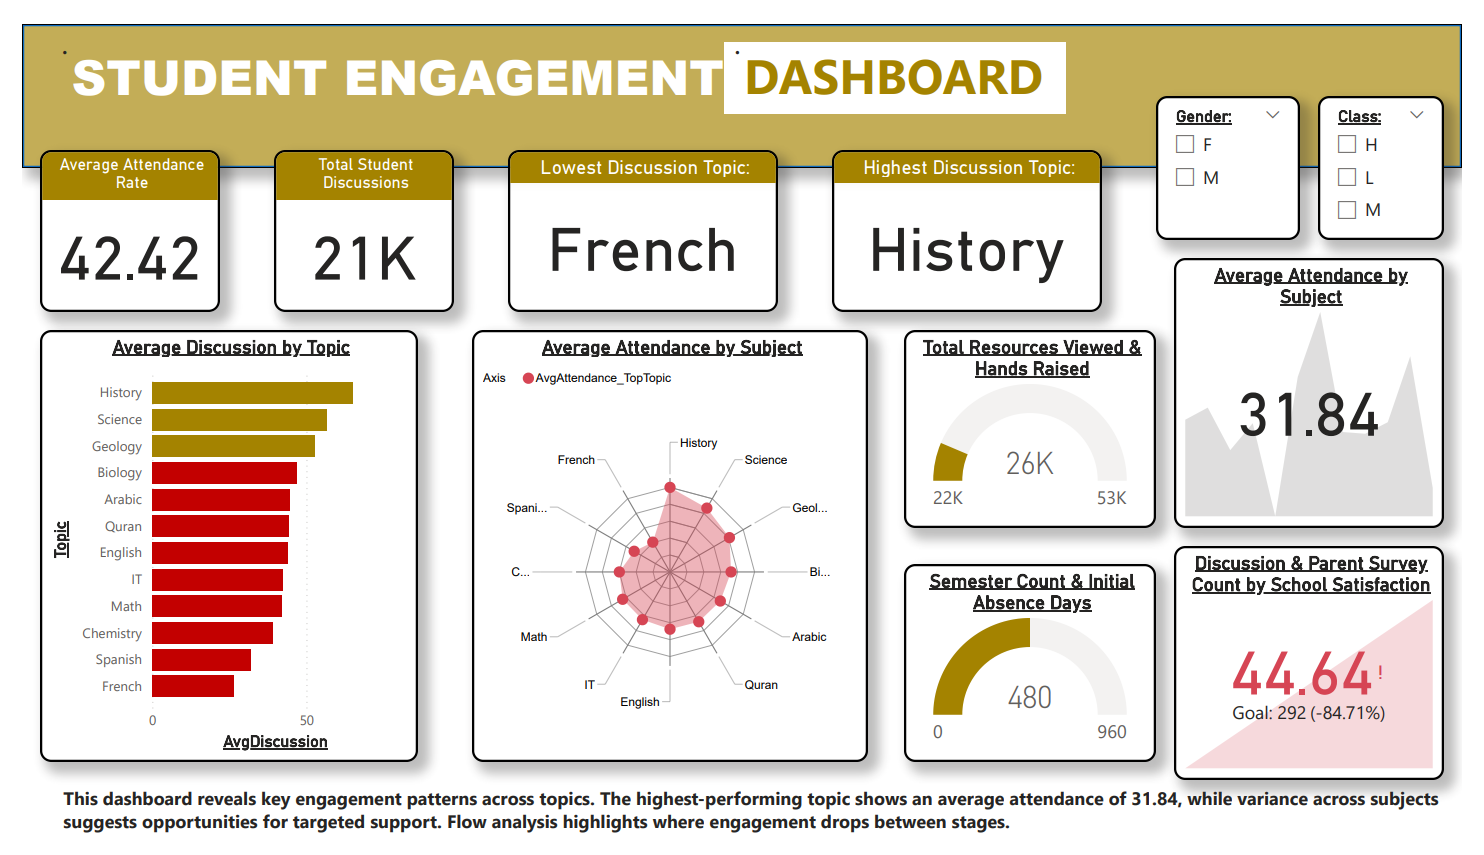 STUDENT ENGAGEMENT DASHBOARD
Gender:
F
M
Class:
H
L
M
Average Attendance
Rate
42.42
Total Student
Discussions
21K
Lowest Discussion Topic:
French
Highest Discussion Topic:
History
Average Discussion by Topic
Topic
History
Science
Geology
Biology
Arabic
Quran
English
IT
Math
Chemistry
Spanish
French
0
50
AvgDiscussion
Average Attendance by Subject
Axis
AvgAttendance_TopTopic
History
Science
Geol...
Bi...
Arabic
Quran
English
IT
Math
C...
Spani...
French
Total Resources Viewed &
Hands Raised
26K
22K
53K
Semester Count & Initial
Absence Days
480
0
960
Average Attendance by
Subject
31.84
Discussion & Parent Survey
Count by School Satisfaction
44.64!
Goal: 292 (-84.71%)
This dashboard reveals key engagement patterns across topics. The highest-performing topic shows an average attendance of 31.84, while variance across subjects
suggests opportunities for targeted support. Flow analysis highlights where engagement drops between stages.